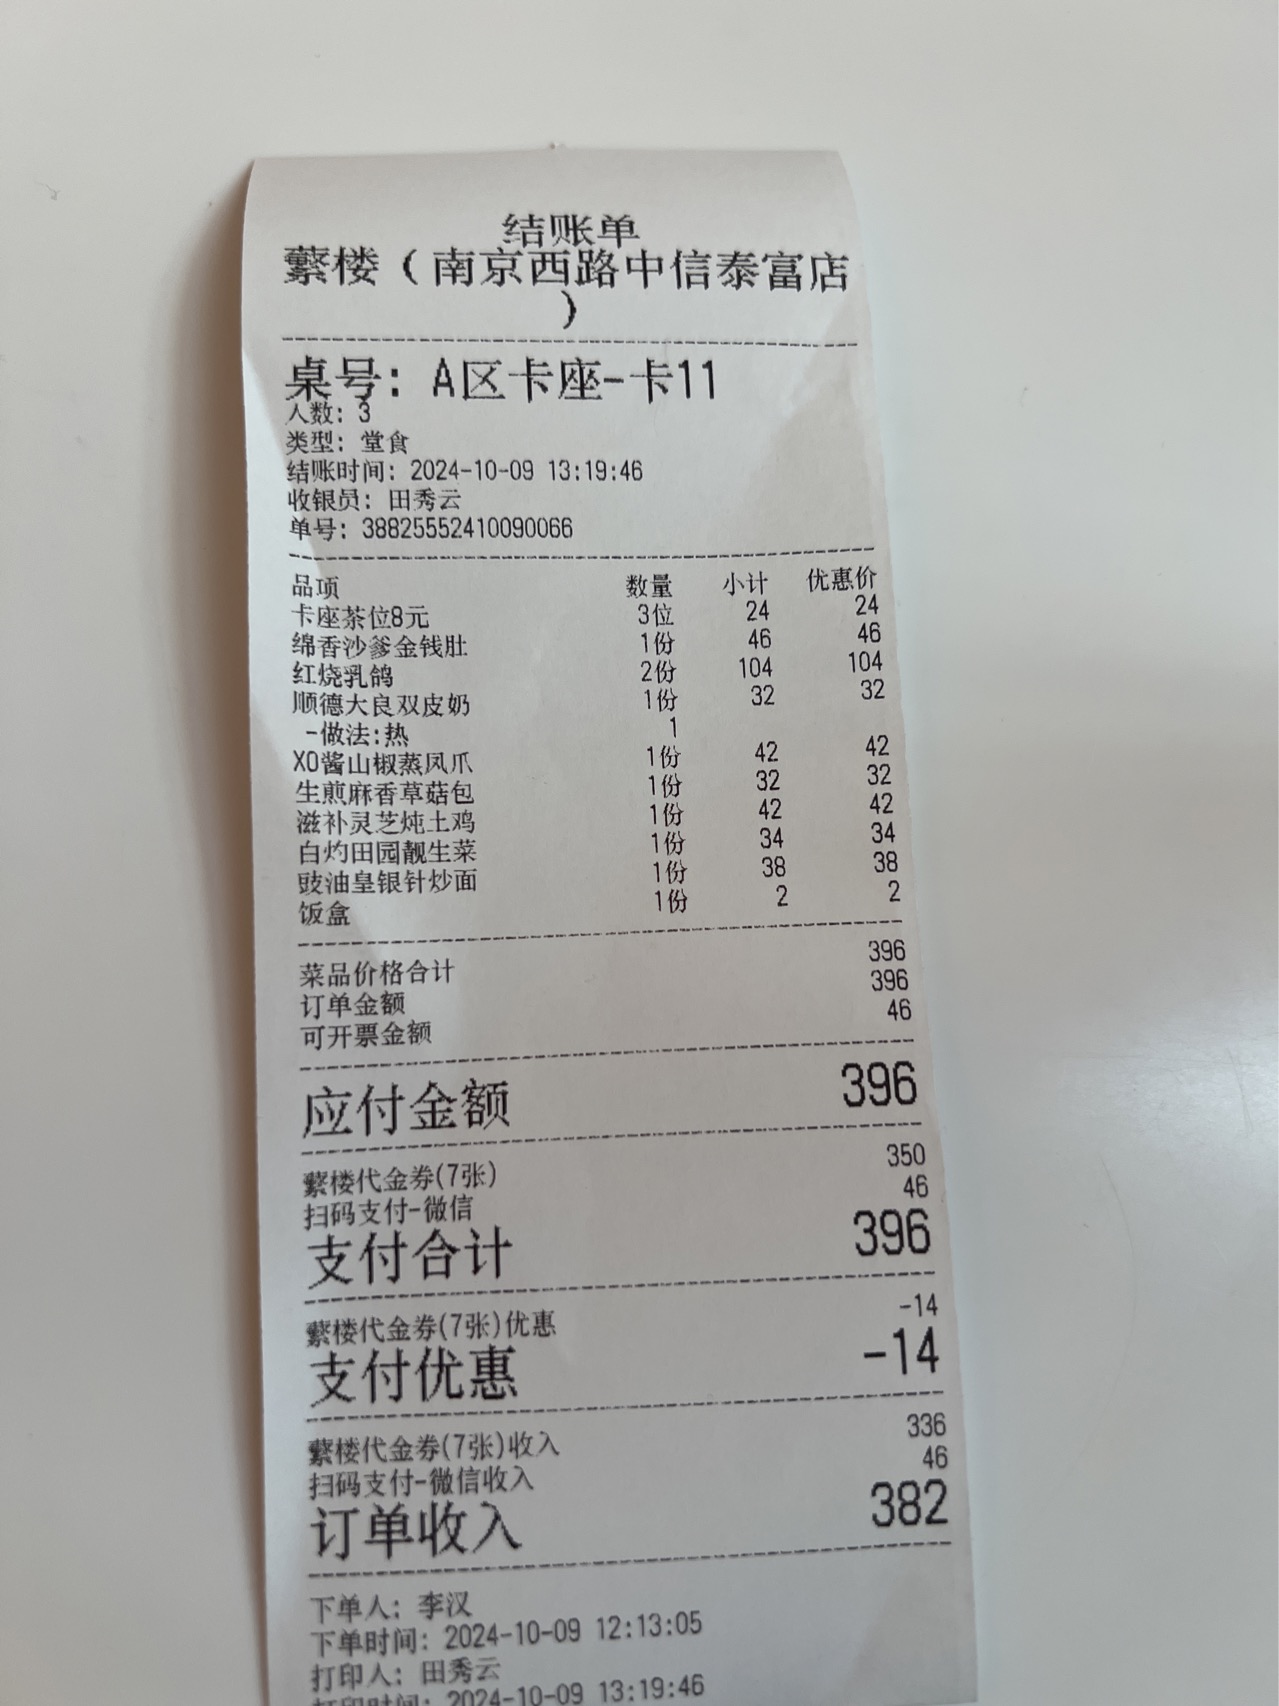 结账单
蘩楼（南京西路中信泰富店
）
桌号：A区卡座-卡11
人数：3
类型：堂食
结账时间：2024-10-09 13:19:46
收银员：田秀云
单号：38825552410090066
品项 数量 小计 优惠价
卡座茶位8元 3位 24 24
绵香沙爹金钱肚 1份 46 46
红烧乳鸽 2份 104 104
顺德大良双皮奶 1份 32 32
-做法:热 1
XO酱山椒蒸凤爪 1份 42 42
生煎麻香草菇包 1份 32 32
滋补灵芝炖土鸡 1份 42 42
白灼田园靓生菜 1份 34 34
豉油皇银针炒面 1份 38 38
饭盒 1份 2 2
菜品价格合计 396
订单金额 396
可开票金额 46
应付金额 396
蘩楼代金券(7张) 350
扫码支付-微信 46
支付合计 396
蘩楼代金券(7张)优惠 -14
支付优惠 -14
蘩楼代金券(7张)收入 336
扫码支付-微信收入 46
订单收入 382
下单人：李汉
下单时间：2024-10-09 12:13:05
打印人：田秀云
打印时间：2024-10-09 13:19:46